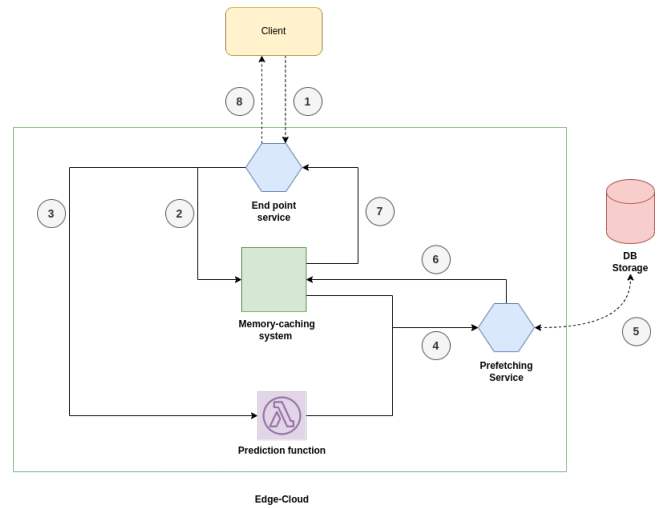 Client
8
1
End point
service
3
2
7
DB
Storage
6
Memory-caching
system
5
4
Prefetching
Service
Prediction function
Edge-Cloud